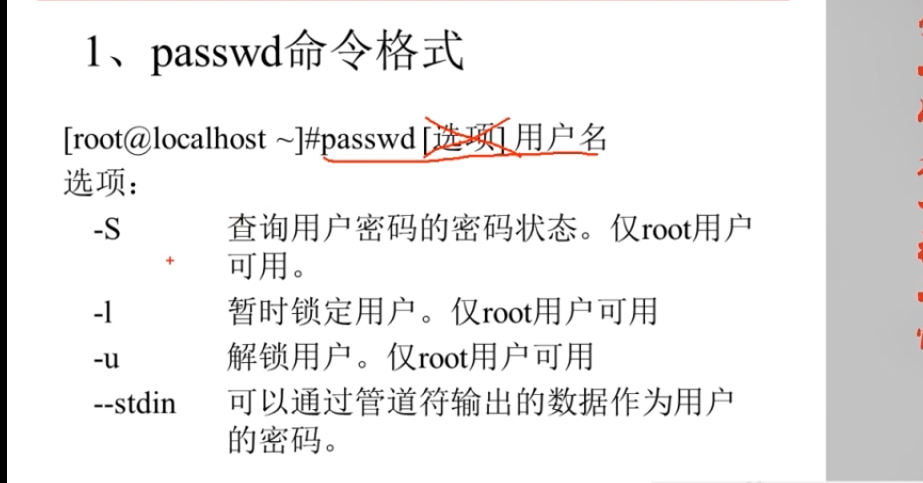 1、passwd命令格式
[root@localhost ~]#passwd [选项] 用户名
选项：
-S 查询用户密码的密码状态。仅root用户
可用。
-l 暂时锁定用户。仅root用户可用
-u 解锁用户。仅root用户可用
--stdin 可以通过管道符输出的数据作为用户
的密码。